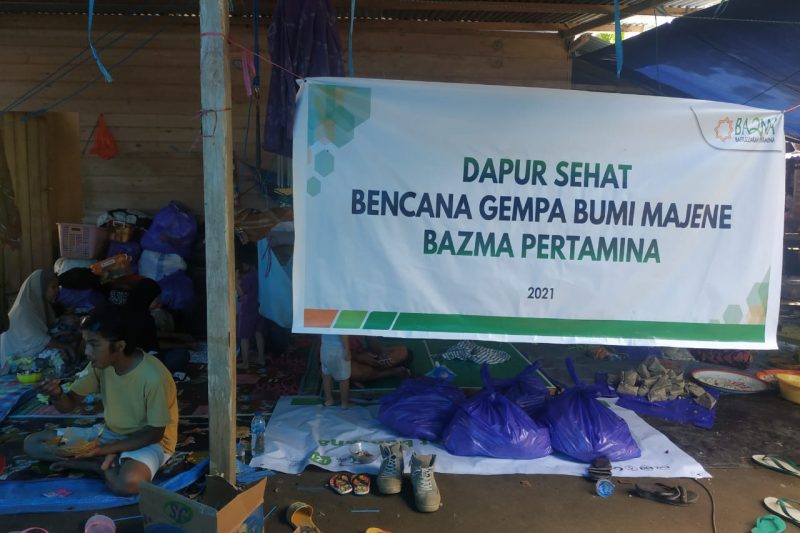 BAZMA
DAPUR SEHAT
BENCANA GEMPA BUMI MAJENE
BAZMA PERTAMINA
2021